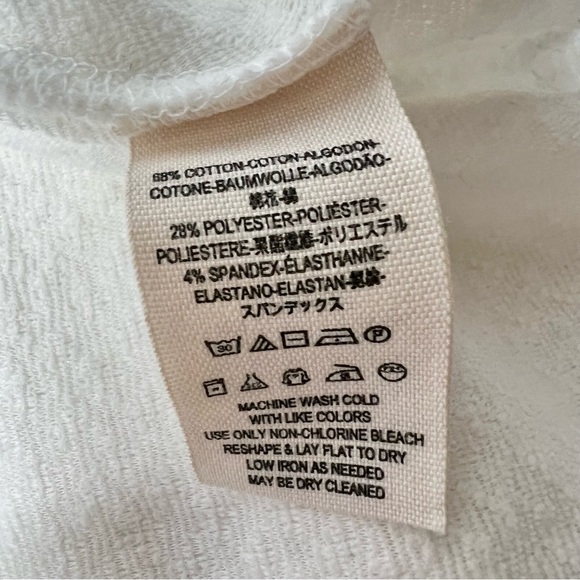 68% COTTON-COTON-ALGODON-
COTONE-BAUMWOLLE-ALGODÃO-
棉花-綿
28% POLYESTER-POLIÉSTER-
POLIESTERE-聚酯纖維-ポリエステル
4% SPANDEX-ÉLASTHANNE-
ELASTANO-ELASTAN-氨綸-
スパンデックス
30 P
MACHINE WASH COLD
WITH LIKE COLORS
USE ONLY NON-CHLORINE BLEACH
RESHAPE & LAY FLAT TO DRY
LOW IRON AS NEEDED
MAY BE DRY CLEANED